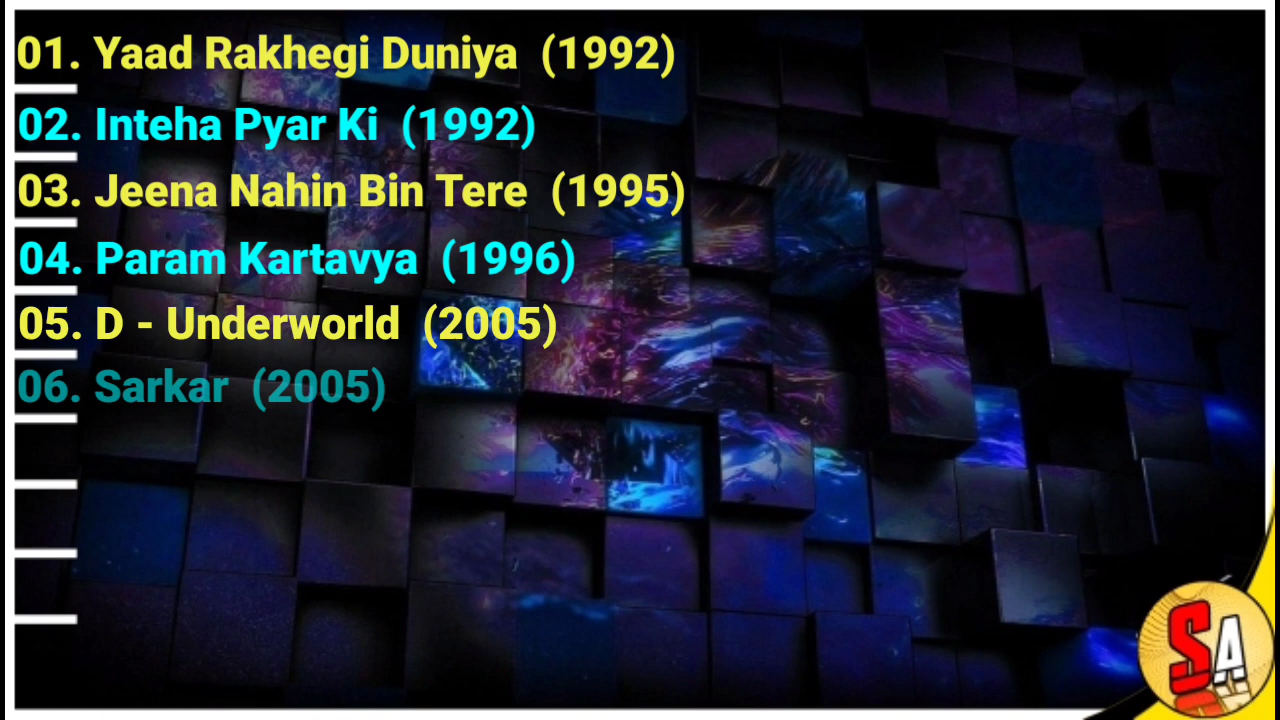 01. Yaad Rakhegi Duniya (1992)
02. Inteha Pyar Ki (1992)
03. Jeena Nahin Bin Tere (1995)
04. Param Kartavya (1996)
05. D - Underworld (2005)
06. Sarkar (2005)
SA